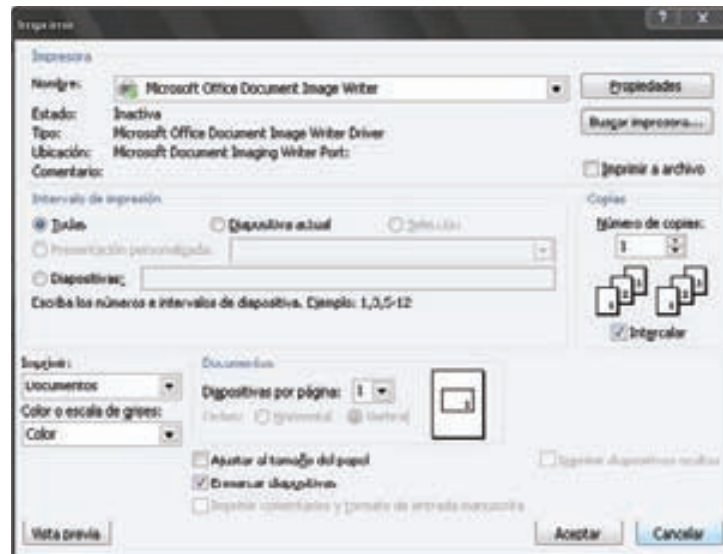 Imprimir
Impresora
Nombre: Microsoft Office Document Image Writer
Propiedades
Estado: Inactiva
Buscar impresora...
Tipo: Microsoft Office Document Image Writer Driver
Ubicación: Microsoft Document Imaging Writer Port:
Comentario:
Imprimir a archivo
Intervalo de impresión
Todas Diapositiva actual Selección
Presentación personalizada:
Diapositivas:
Escriba los números e intervalos de diapositiva. Ejemplo: 1,3,5-12
Copias
Número de copias:
1
Intercalar
Imprimir:
Documentos
Color o escala de grises:
Color
Documentos
Diapositivas por página: 1
Orden: Horizontal Vertical
Ajustar al tamaño del papel
Enmarcar diapositivas
Imprimir comentarios y formato de entrada manuscrita
Imprimir diapositivas ocultas
Vista previa
Aceptar Cancelar